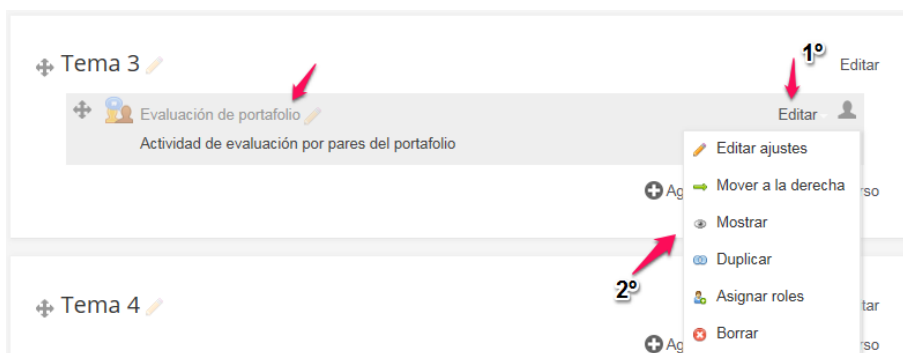 1º
Tema 3
Editar
Evaluación de portafolio
Editar
Actividad de evaluación por pares del portafolio
Editar ajustes
Mover a la derecha
Mostrar
Duplicar
2º
Asignar roles
Tema 4
Borrar